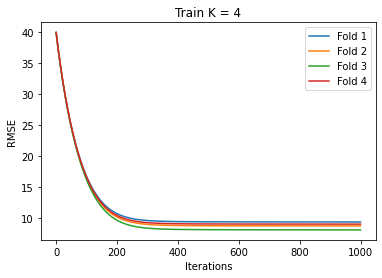 Train K = 4
40
35
30
25
20
15
10
RMSE
Fold 1
Fold 2
Fold 3
Fold 4
0
200
400
600
800
1000
Iterations